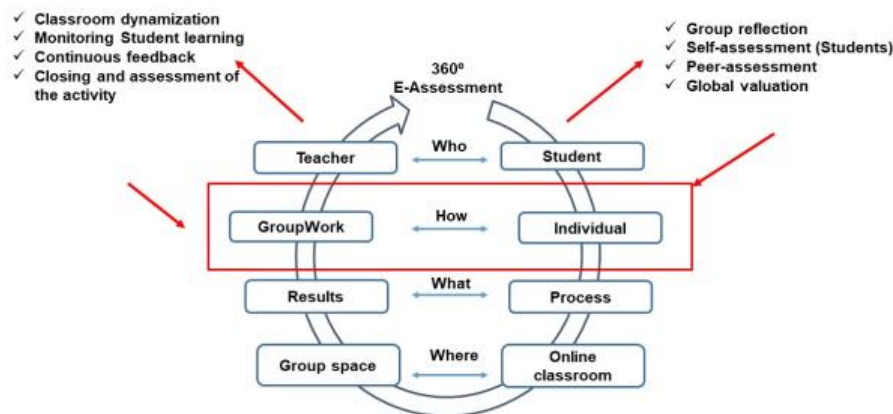 ✓ Classroom dynamization
✓ Monitoring Student learning
✓ Continuous feedback
✓ Closing and assessment of
the activity
✓ Group reflection
✓ Self-assessment (Students)
✓ Peer-assessment
✓ Global valuation
360º
E-Assessment
Teacher
Who
Student
GroupWork
How
Individual
Results
What
Process
Group space
Where
Online
classroom